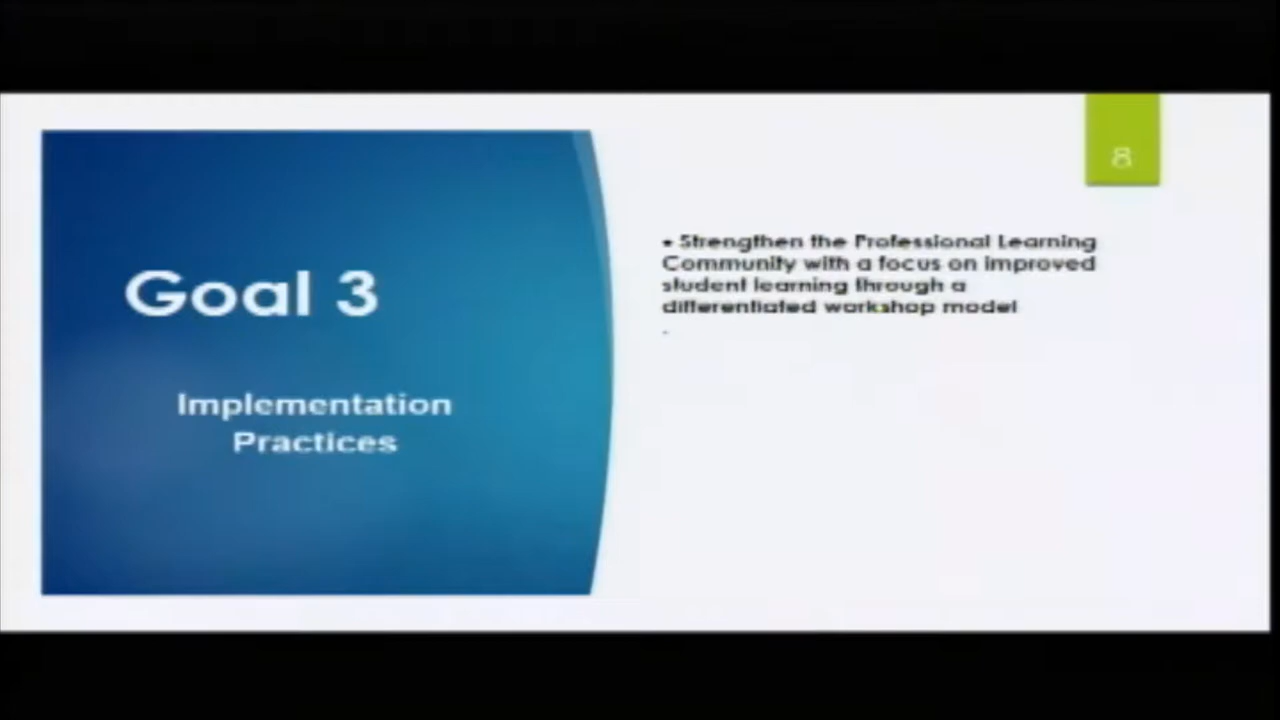 8
Goal 3
Implementation
Practices
• Strengthen the Professional Learning
Community with a focus on improved
student learning through a
differentiated workshop model
.